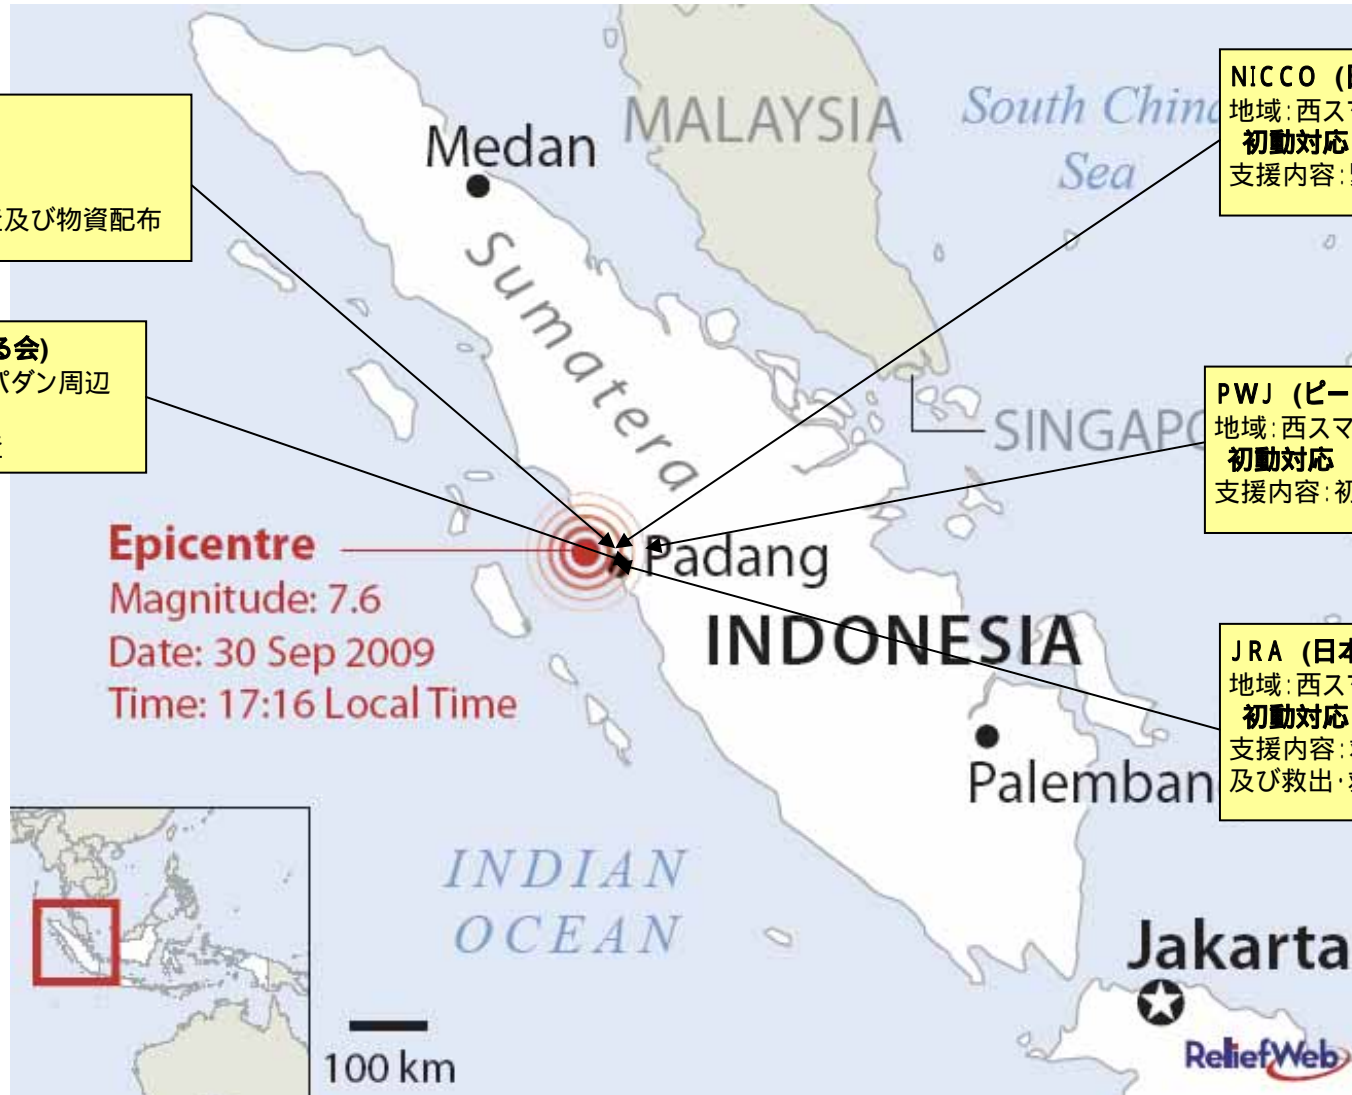 NICCO (
地域:西ス
初動対応
支援内容:
及び物資配布
Medan
MALAYSIA
South China
Sea
Sumatera
る会)
パダン周辺
SINGAPO
PWJ (ピー
地域:西スマ
初動対応
支援内容:初
Epicentre
Magnitude: 7.6
Date: 30 Sep 2009
Time: 17:16 Local Time
Padang
INDONESIA
JRA (日本
地域:西ス
初動対応
支援内容:
及び救出・
Palemban
INDIAN
OCEAN
Jakarta
ReliefWeb
100 km